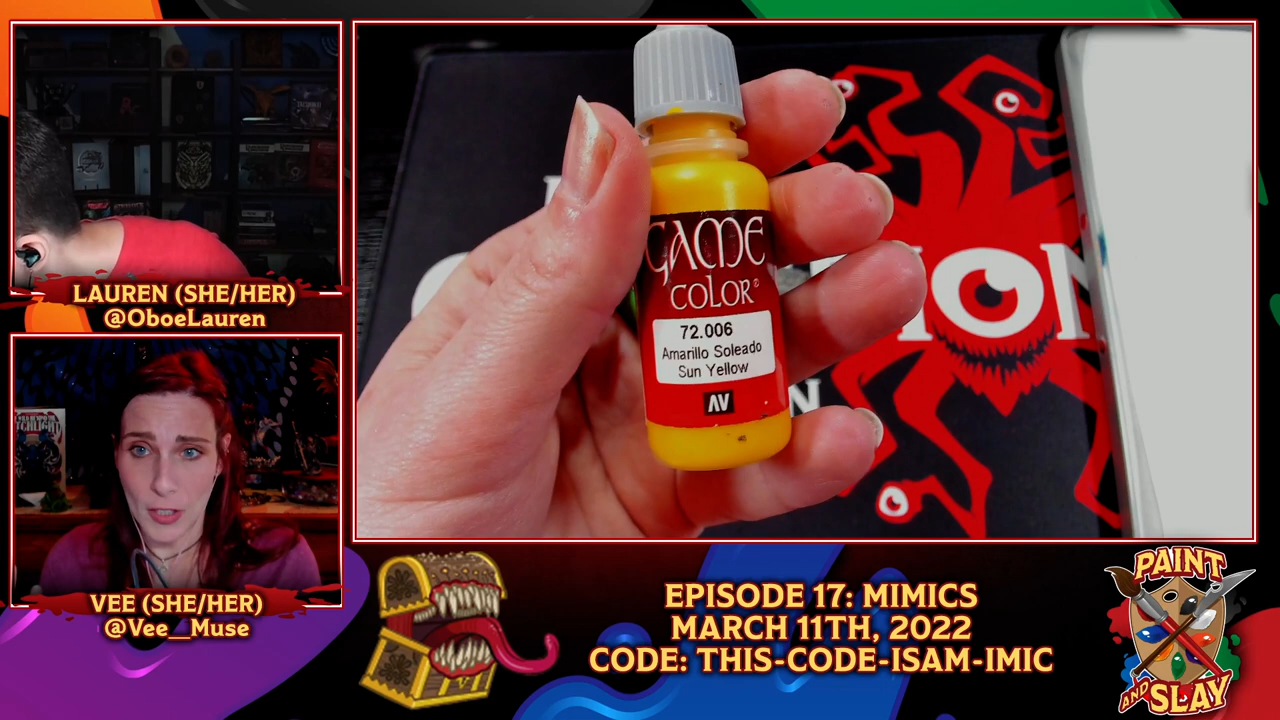 LAUREN (SHE/HER)
@OboeLauren
VEE (SHE/HER)
@Vee__Muse
GAME
COLOR®
72.006
Amarillo Soleado
Sun Yellow
AV
EPISODE 17: MIMICS
MARCH 11TH, 2022
CODE: THIS-CODE-ISAM-IMIC
PAINT
AND SLAY